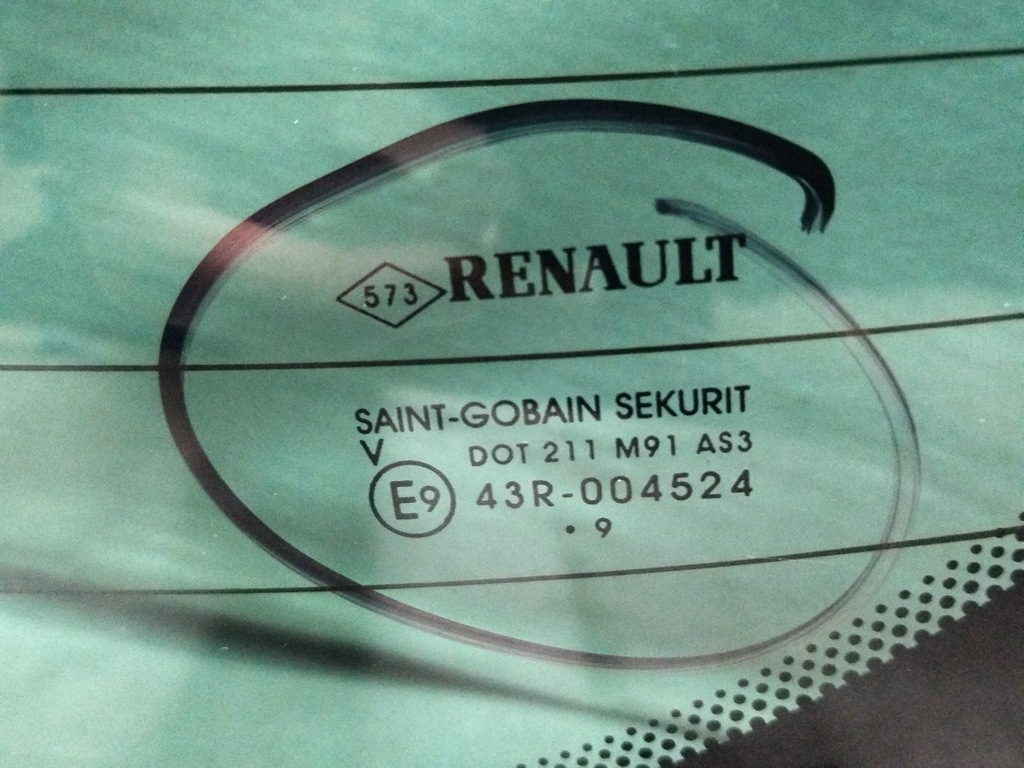 573 RENAULT
SAINT-GOBAIN SEKURIT
V DOT 211 M91 AS3
E9 43R-004524
• 9